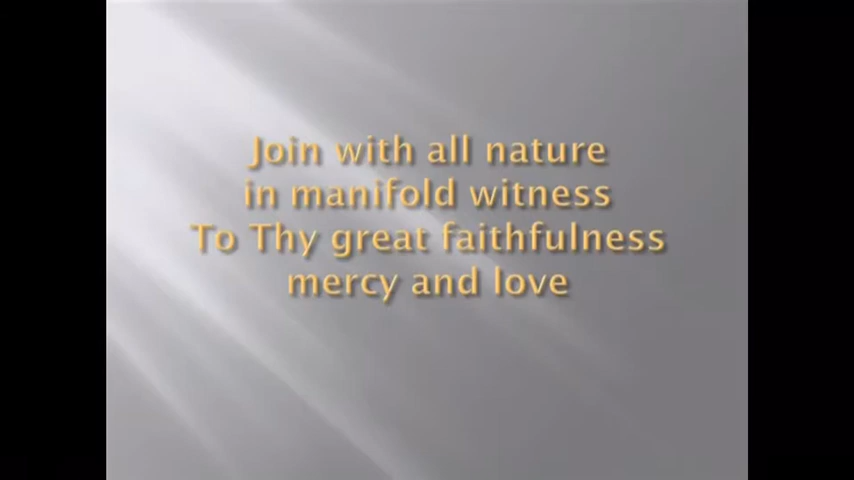 Join with all nature
in manifold witness
To Thy great faithfulness
mercy and love